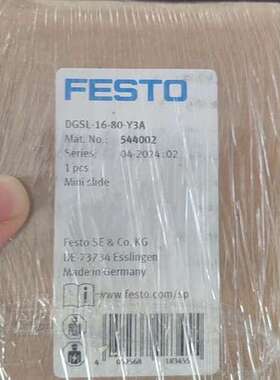 FESTO
DGSL-16-80-Y3A
Mat. No.: 544002
Series: 04-2024:02
1 pcs
Mini slide
Festo SE & Co. KG
DE-73734 Esslingen
Made in Germany
www.festo.com/sp
4